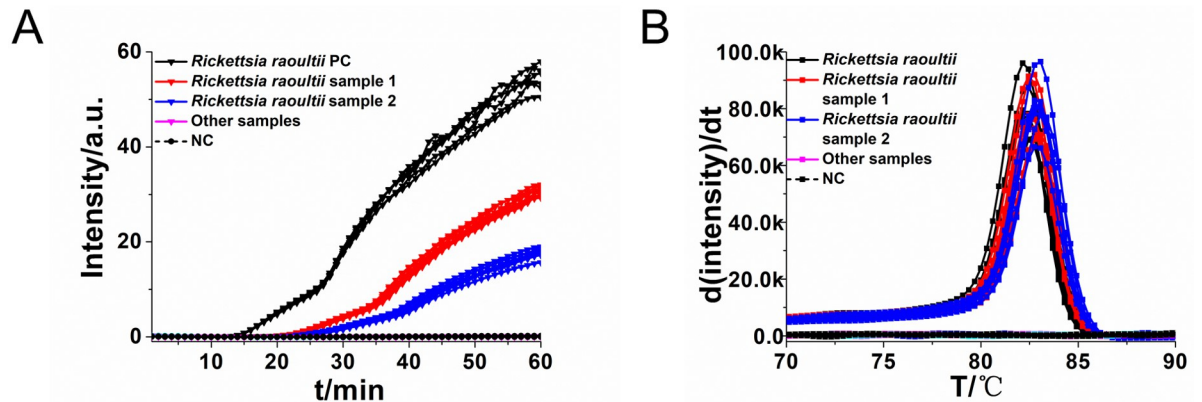 A
60
40
20
0
Intensity/a.u.
Rickettsia raoultii PC
Rickettsia raoultii sample 1
Rickettsia raoultii sample 2
Other samples
NC
10 20 30 40 50 60
t/min
B
100.0k
80.0k
60.0k
40.0k
20.0k
0.0
d(intensity)/dt
Rickettsia raoultii
Rickettsia raoultii
sample 1
Rickettsia raoultii
sample 2
Other samples
NC
70 75 80 85 90
T/℃